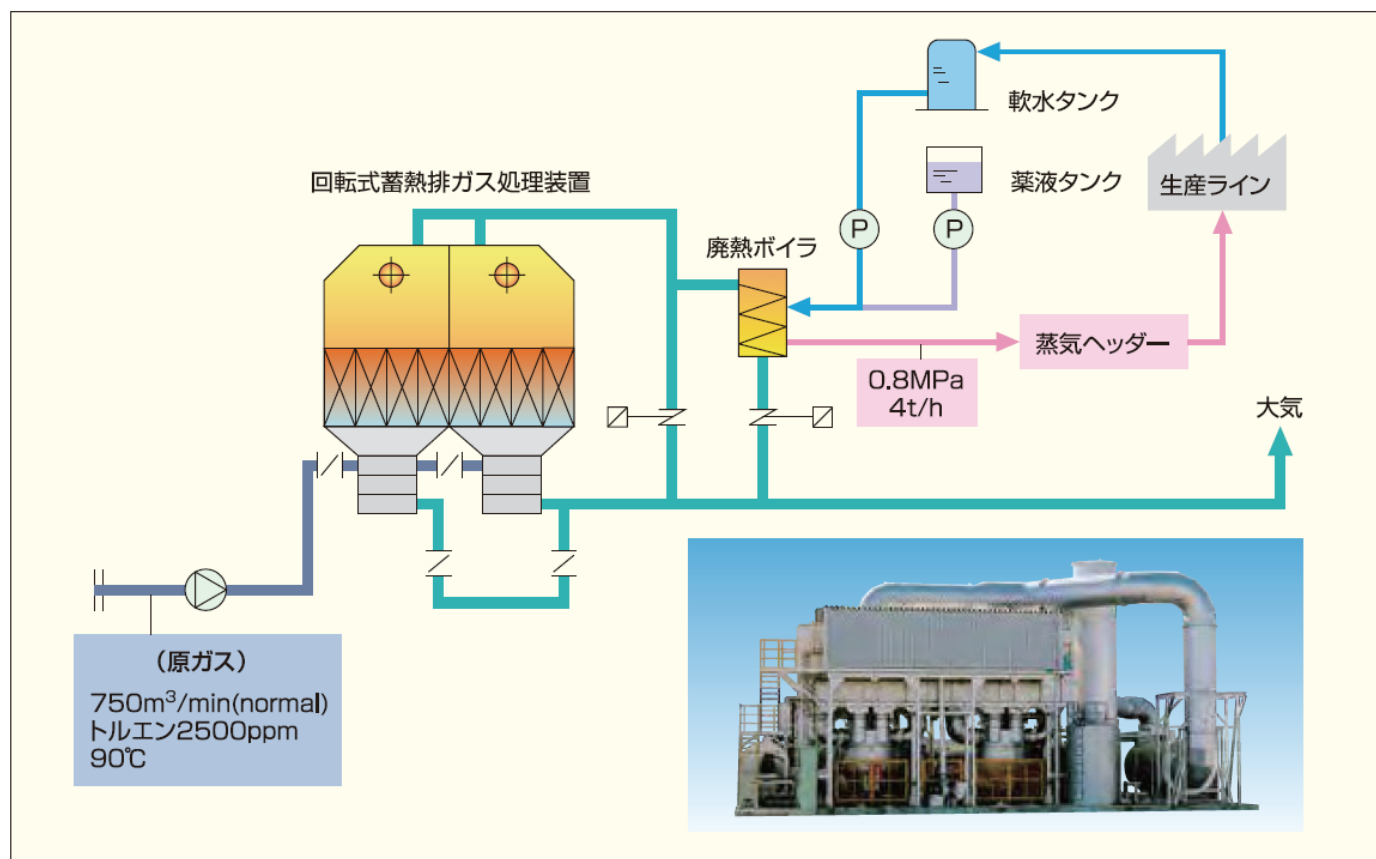 軟水タンク
薬液タンク
生産ライン
回転式蓄熱排ガス処理装置
P
P
廃熱ボイラ
蒸気ヘッダー
0.8MPa
4t/h
大気
（原ガス）
750m³/min(normal)
トルエン2500ppm
90℃